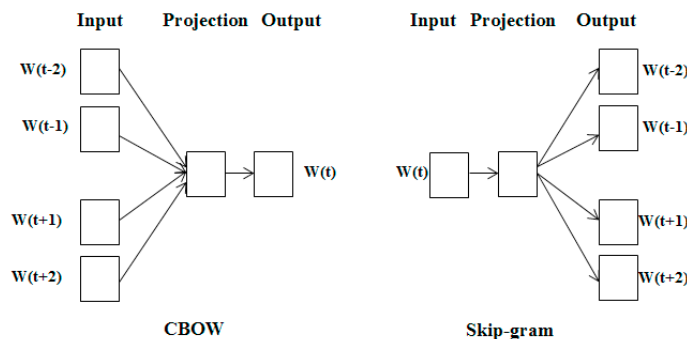 Input Projection Output
W(t-2)
W(t-1)
W(t)
W(t+1)
W(t+2)
CBOW
Input Projection Output
W(t-2)
W(t-1)
W(t)
W(t+1)
W(t+2)
Skip-gram